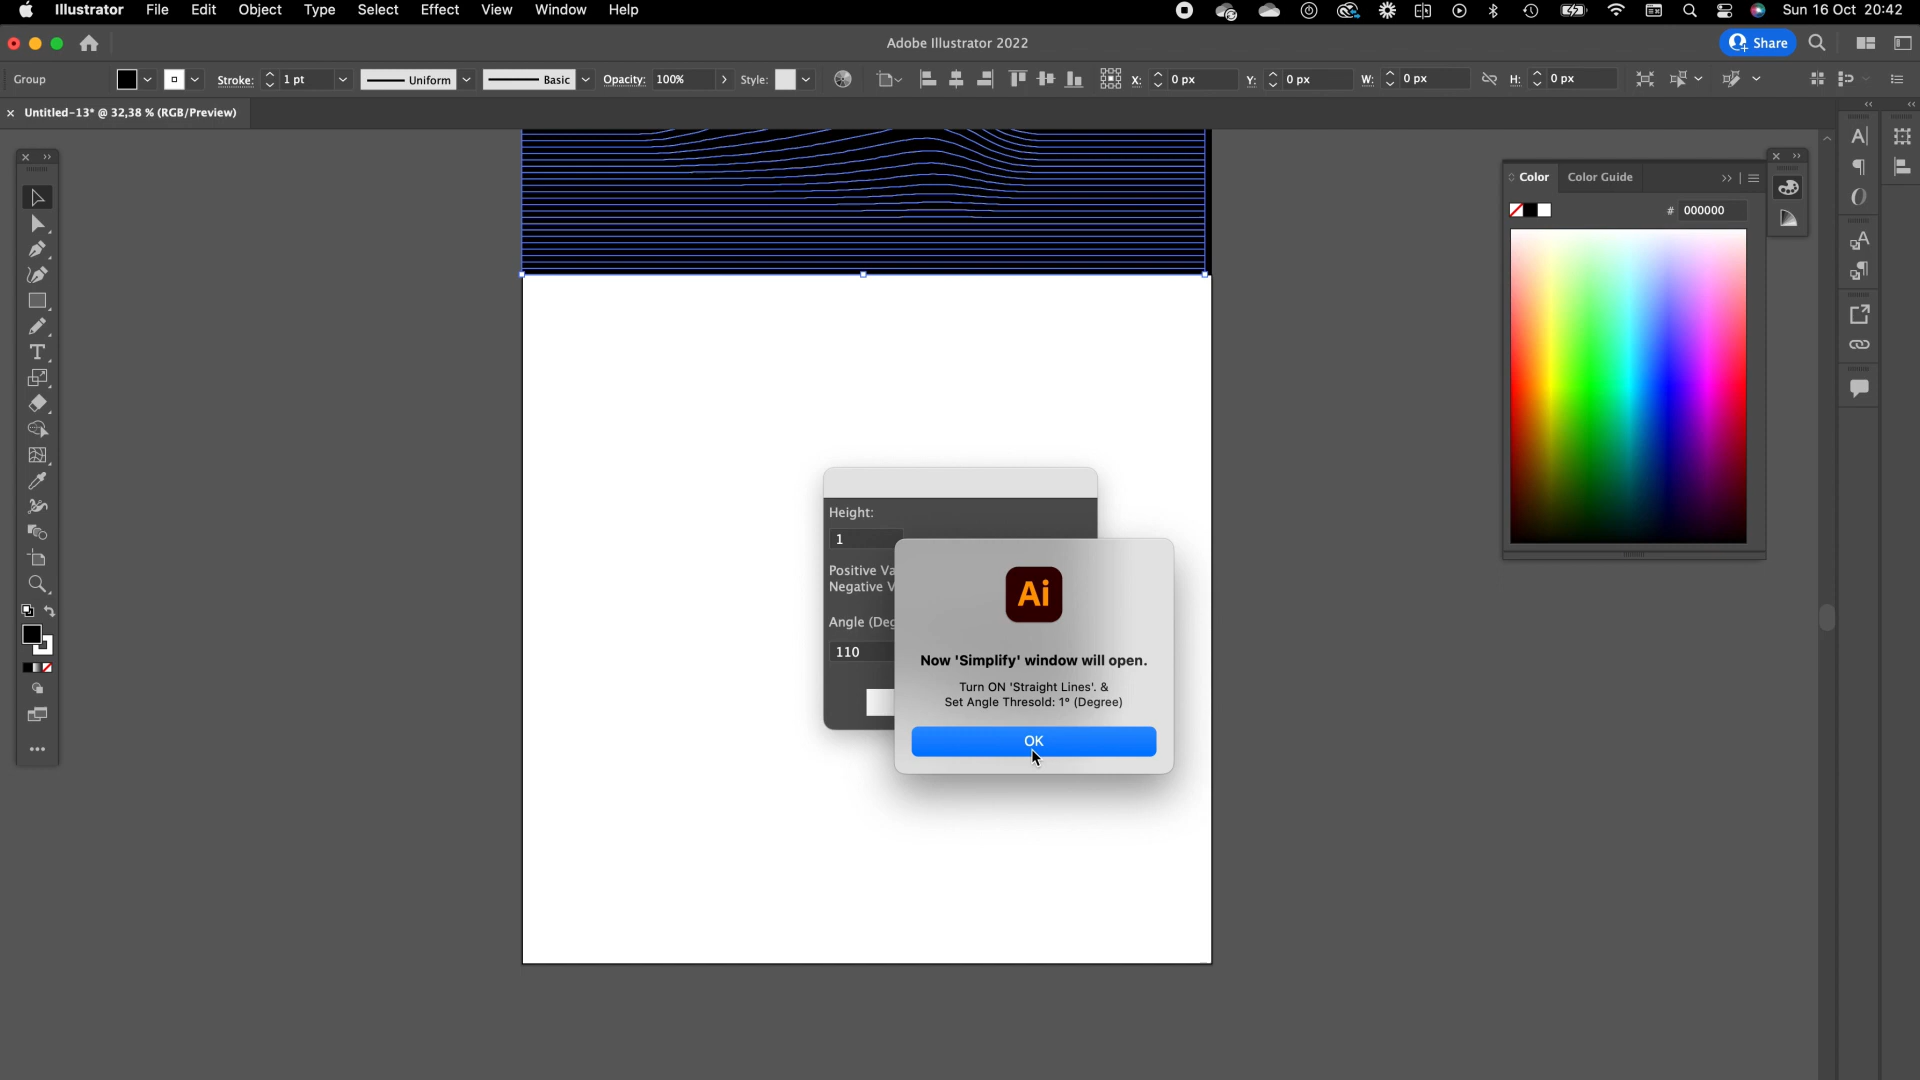 Illustrator File Edit Object Type Select Effect View Window Help Sun 16 Oct 20:42
Adobe Illustrator 2022
Share
Group Stroke: 1 pt Uniform Basic Opacity: 100% Style: X: 0 px Y: 0 px W: 0 px H: 0 px
Untitled-13* @ 32,38 % (RGB/Preview)
Color Color Guide
# 000000
Height:
1
Positive
Negative
Angle
110
Ai
Now 'Simplify' window will open.
Turn ON 'Straight Lines'. &
Set Angle Thresold: 1° (Degree)
OK